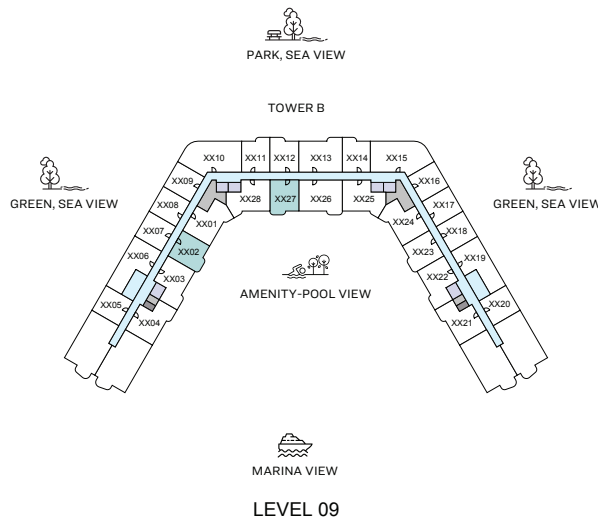 PARK, SEA VIEW
TOWER B
XX10
XX11
XX12
XX13
XX14
XX15
XX09
XX16
XX08
XX01
XX28
XX27
XX26
XX25
XX24
XX17
XX07
XX18
XX06
XX02
XX23
XX19
XX03
XX22
XX05
XX04
XX21
XX20
GREEN, SEA VIEW
GREEN, SEA VIEW
AMENITY-POOL VIEW
MARINA VIEW
LEVEL 09